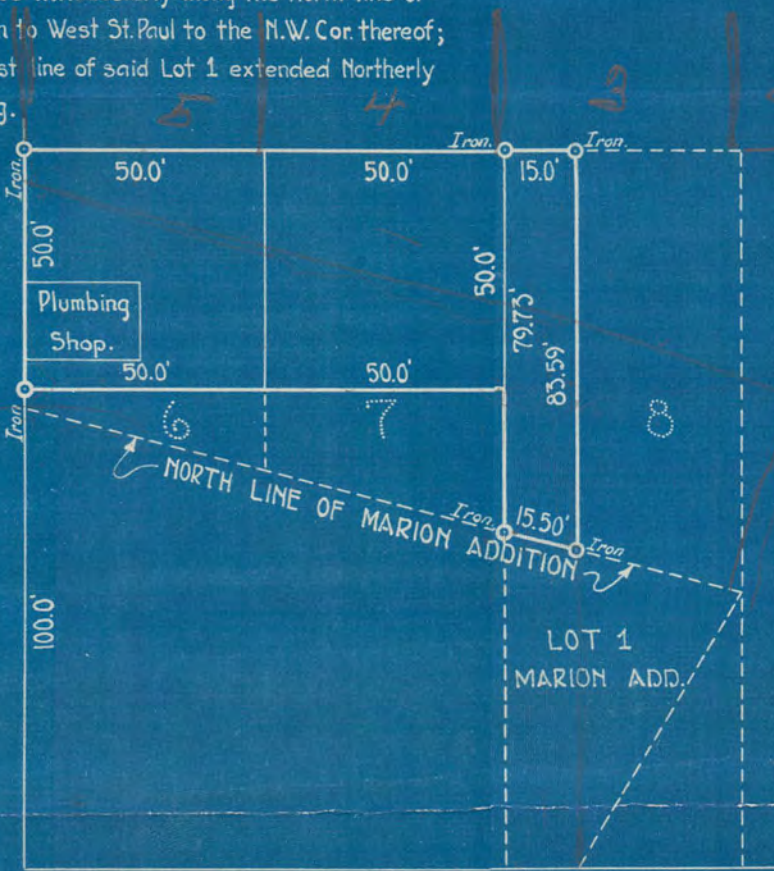 n to West St. Paul to the N.W. Cor. thereof;
st line of said Lot 1 extended Northerly
g.
5 4
Iron. Iron. Iron.
50.0' 50.0' 15.0'
50.0' 50.0' 79.73' 83.59'
Plumbing
Shop.
50.0' 50.0'
Iron 6 7 8
NORTH LINE OF MARION ADDITION
Iron. 15.50' Iron
100.0'
LOT 1
MARION ADD.